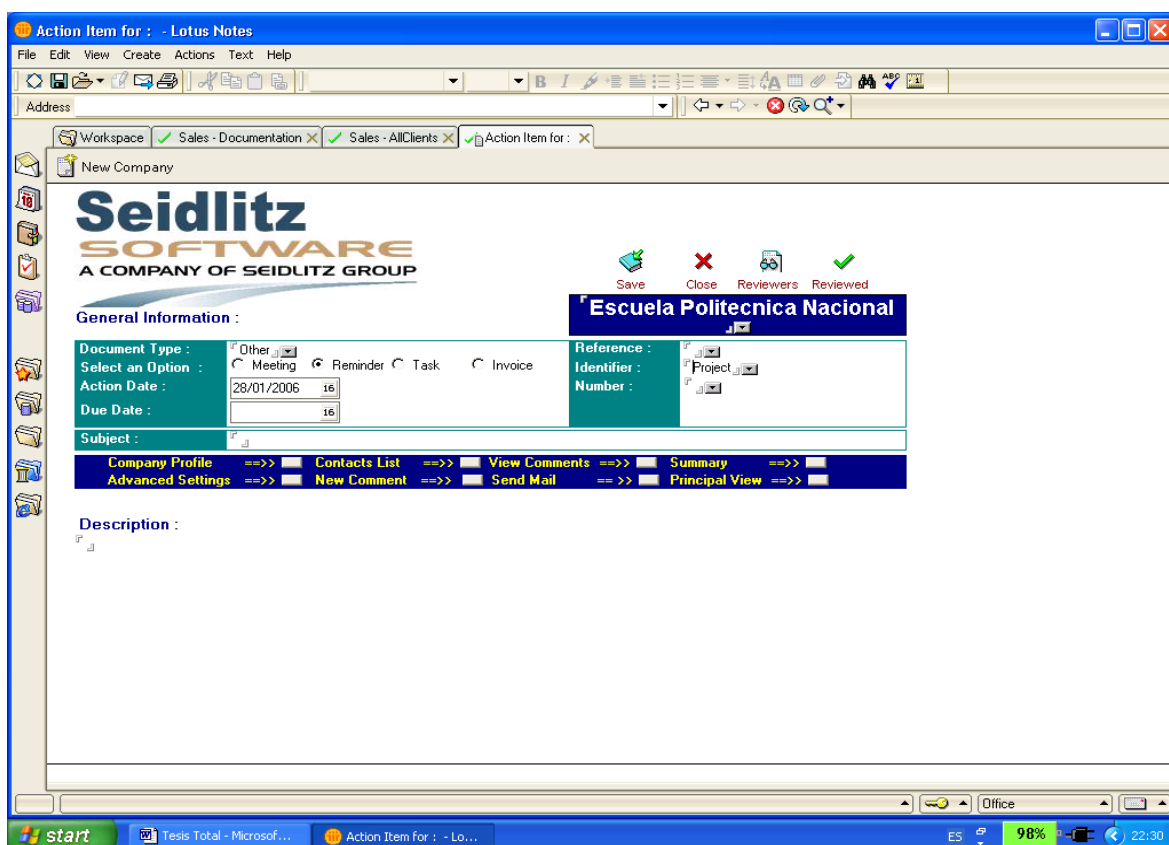 Action Item for : - Lotus Notes
File Edit View Create Actions Text Help
Address
Workspace Sales - Documentation Sales - AllClients Action Item for :
New Company
Seidlitz
SOFTWARE
A COMPANY OF SEIDLITZ GROUP
Save Close Reviewers Reviewed
General Information :
Escuela Politecnica Nacional
Document Type : Other Reference :
Select an Option : Meeting Reminder Task Invoice Identifier : Project
Action Date : 28/01/2006 16 Number :
Due Date : 16
Subject :
Company Profile ==>> Contacts List ==>> View Comments ==>> Summary ==>>
Advanced Settings ==>> New Comment ==>> Send Mail == >> Principal View ==>>
Description :
Office
start Tesis Total - Microsof... Action Item for : - Lo... ES 98% 22:30